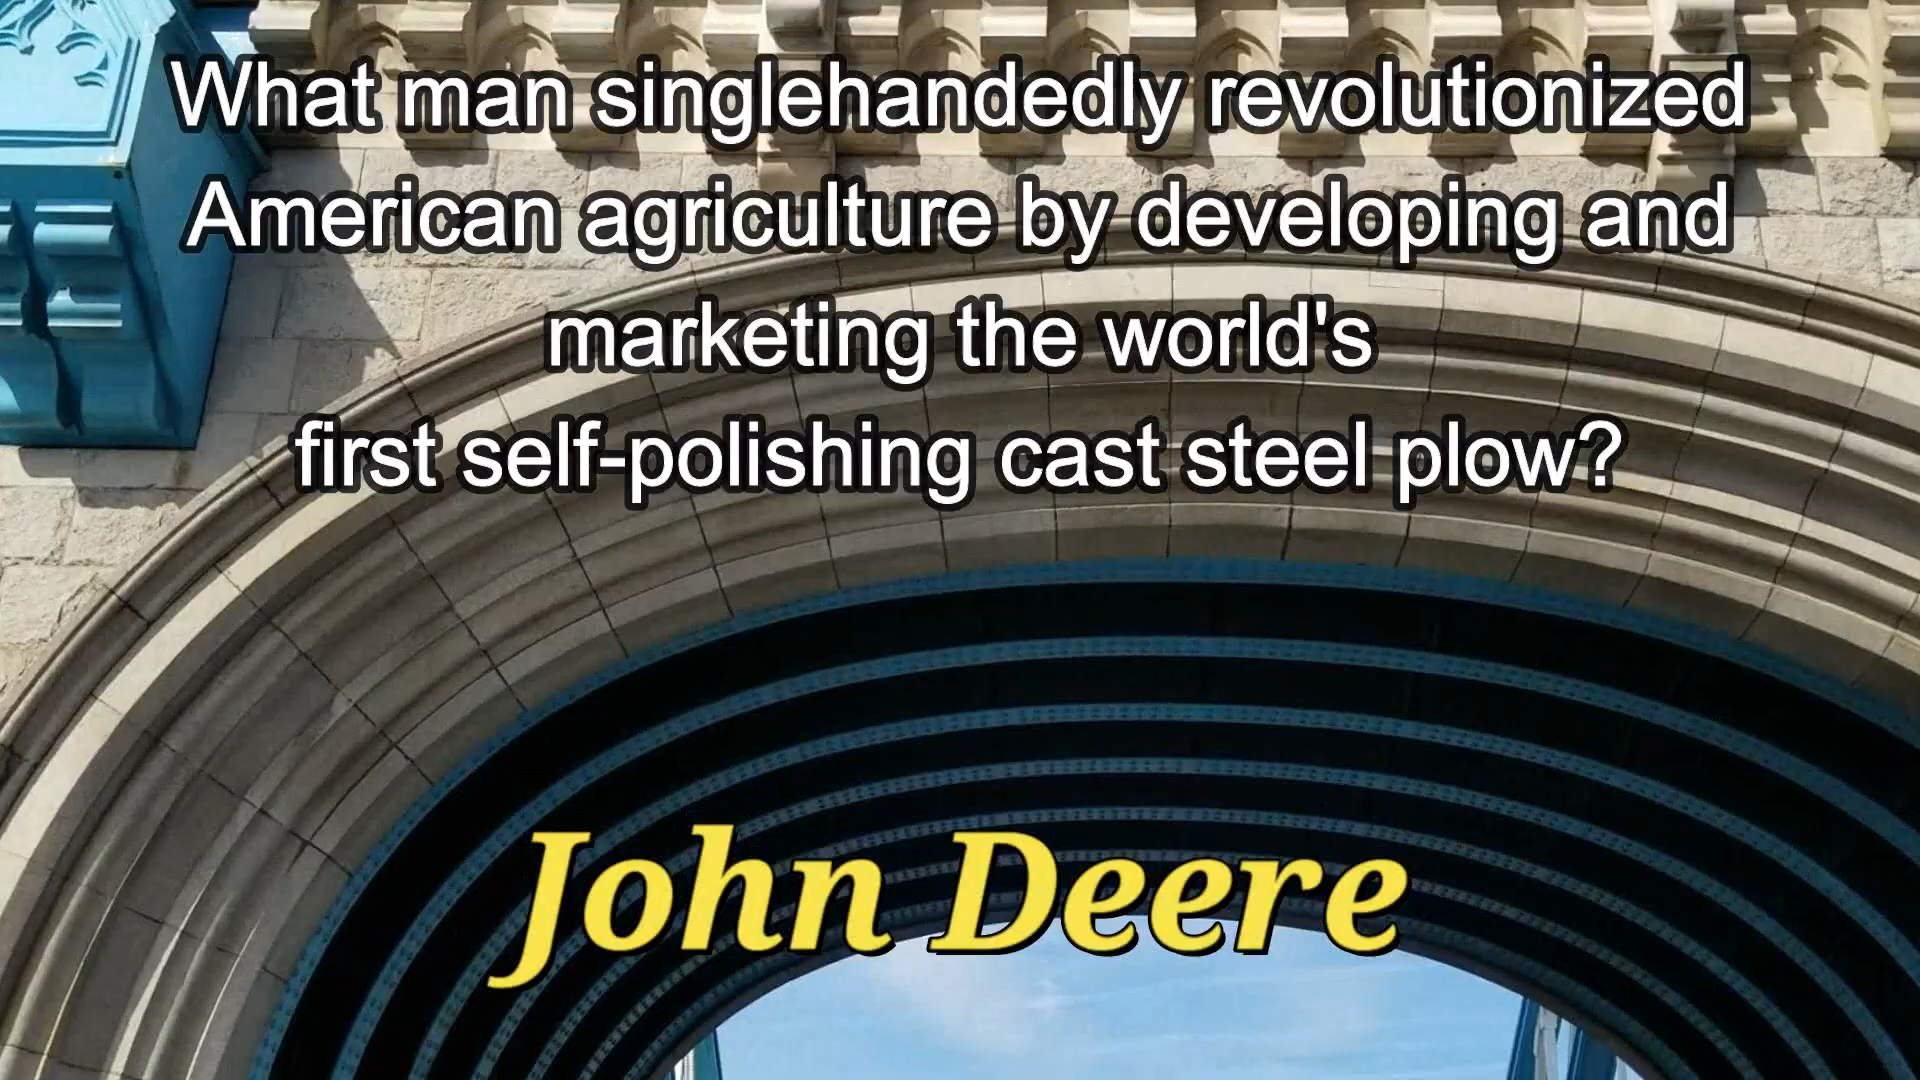 What man singlehandedly revolutionized
American agriculture by developing and
marketing the world's
first self-polishing cast steel plow?
John Deere